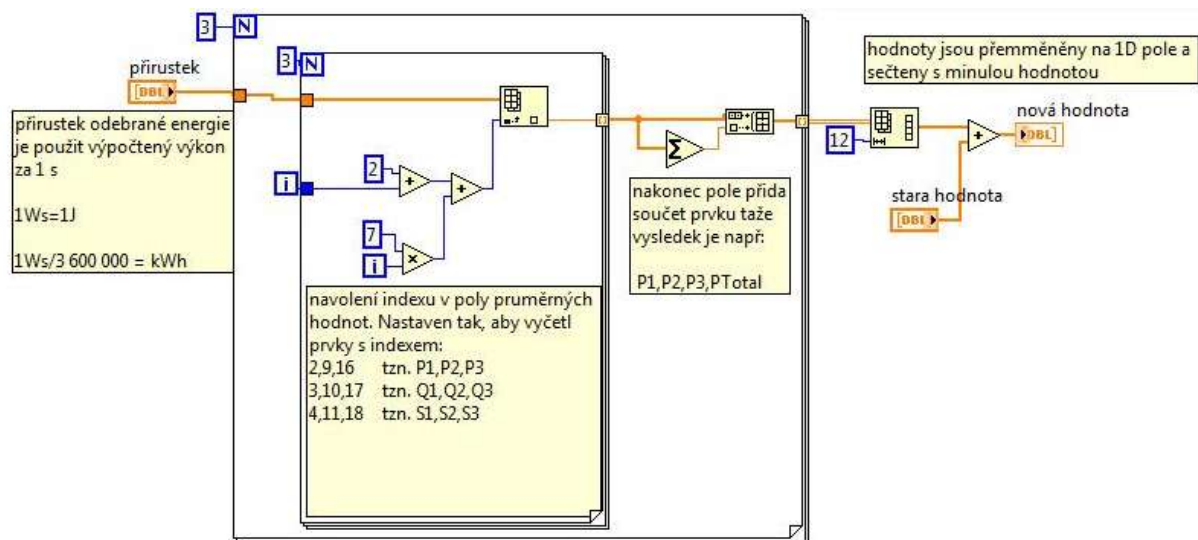 3
N
3
N
přirustek
DBL
přirustek odebrané energie
je použit výpočtený výkon
za 1 s
1Ws=1J
1Ws/3 600 000 = kWh
i
2
+
+
7
i
×
navolení indexu v poly pruměrných
hodnot. Nastaven tak, aby vyčetl
prvky s indexem:
2,9,16 tzn. P1,P2,P3
3,10,17 tzn. Q1,Q2,Q3
4,11,18 tzn. S1,S2,S3
Σ
nakonec pole přida
součet prvku taže
vysledek je např:
P1,P2,P3,PTotal
hodnoty jsou přemměněny na 1D pole a
sečteny s minulou hodnotou
12
+
nová hodnota
DBL
stara hodnota
DBL